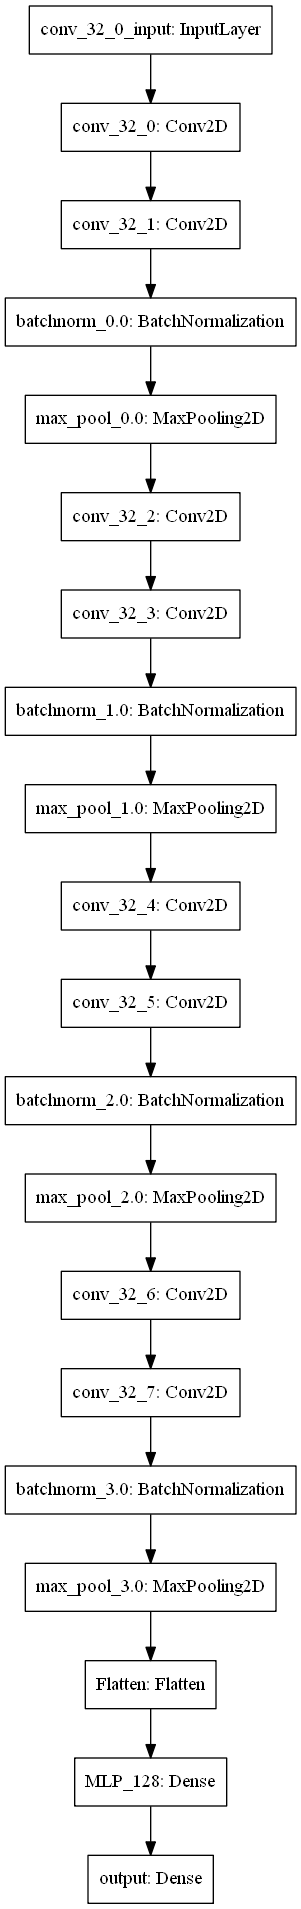 conv_32_0_input: InputLayer
conv_32_0: Conv2D
conv_32_1: Conv2D
batchnorm_0.0: BatchNormalization
max_pool_0.0: MaxPooling2D
conv_32_2: Conv2D
conv_32_3: Conv2D
batchnorm_1.0: BatchNormalization
max_pool_1.0: MaxPooling2D
conv_32_4: Conv2D
conv_32_5: Conv2D
batchnorm_2.0: BatchNormalization
max_pool_2.0: MaxPooling2D
conv_32_6: Conv2D
conv_32_7: Conv2D
batchnorm_3.0: BatchNormalization
max_pool_3.0: MaxPooling2D
Flatten: Flatten
MLP_128: Dense
output: Dense